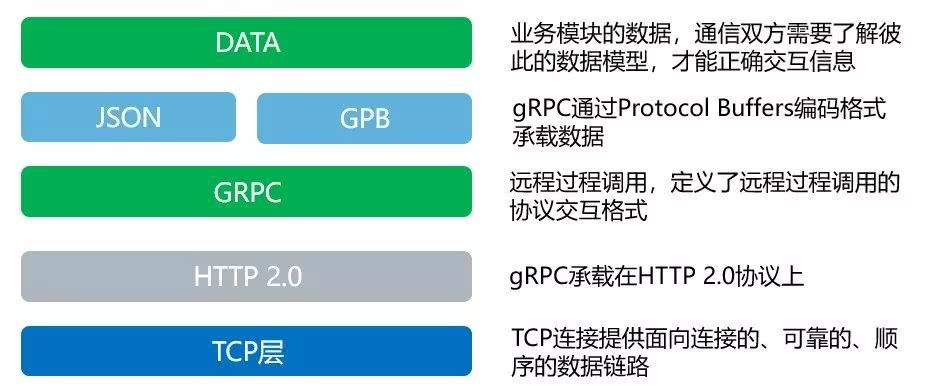 DATA
业务模块的数据，通信双方需要了解彼
此的数据模型，才能正确交互信息
JSON
GPB
gRPC通过Protocol Buffers编码格式
承载数据
GRPC
远程过程调用，定义了远程过程调用的
协议交互格式
HTTP 2.0
gRPC承载在HTTP 2.0协议上
TCP层
TCP连接提供面向连接的、可靠的、顺
序的数据链路